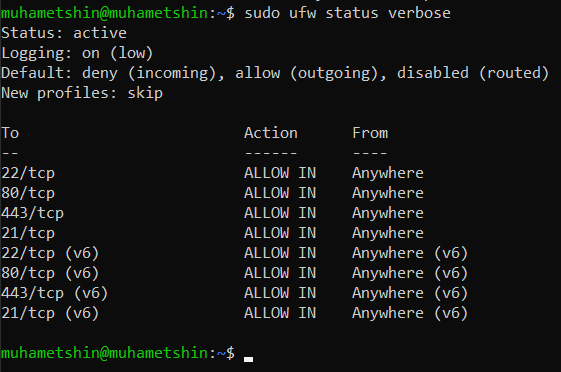 muhametshin@muhametshin:~$ sudo ufw status verbose
Status: active
Logging: on (low)
Default: deny (incoming), allow (outgoing), disabled (routed)
New profiles: skip

To                         Action      From
--                         ------      ----
22/tcp                     ALLOW IN    Anywhere
80/tcp                     ALLOW IN    Anywhere
443/tcp                    ALLOW IN    Anywhere
21/tcp                     ALLOW IN    Anywhere
22/tcp (v6)                ALLOW IN    Anywhere (v6)
80/tcp (v6)                ALLOW IN    Anywhere (v6)
443/tcp (v6)               ALLOW IN    Anywhere (v6)
21/tcp (v6)                ALLOW IN    Anywhere (v6)

muhametshin@muhametshin:~$